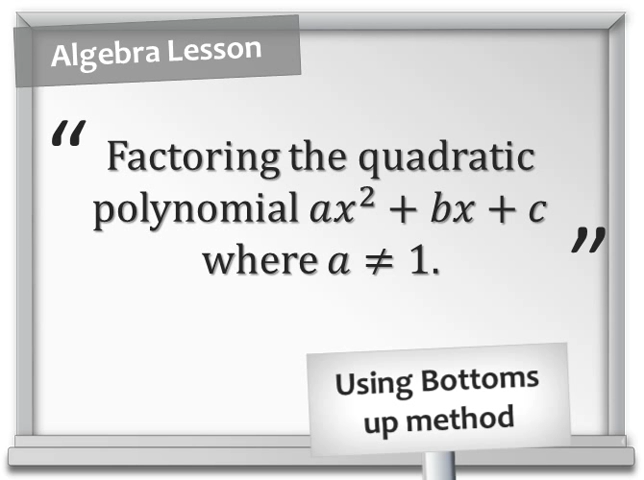 Algebra Lesson
“ Factoring the quadratic
polynomial 𝑎𝑥² + 𝑏𝑥 + 𝑐
where 𝑎 ≠ 1. ”
Using Bottoms
up method